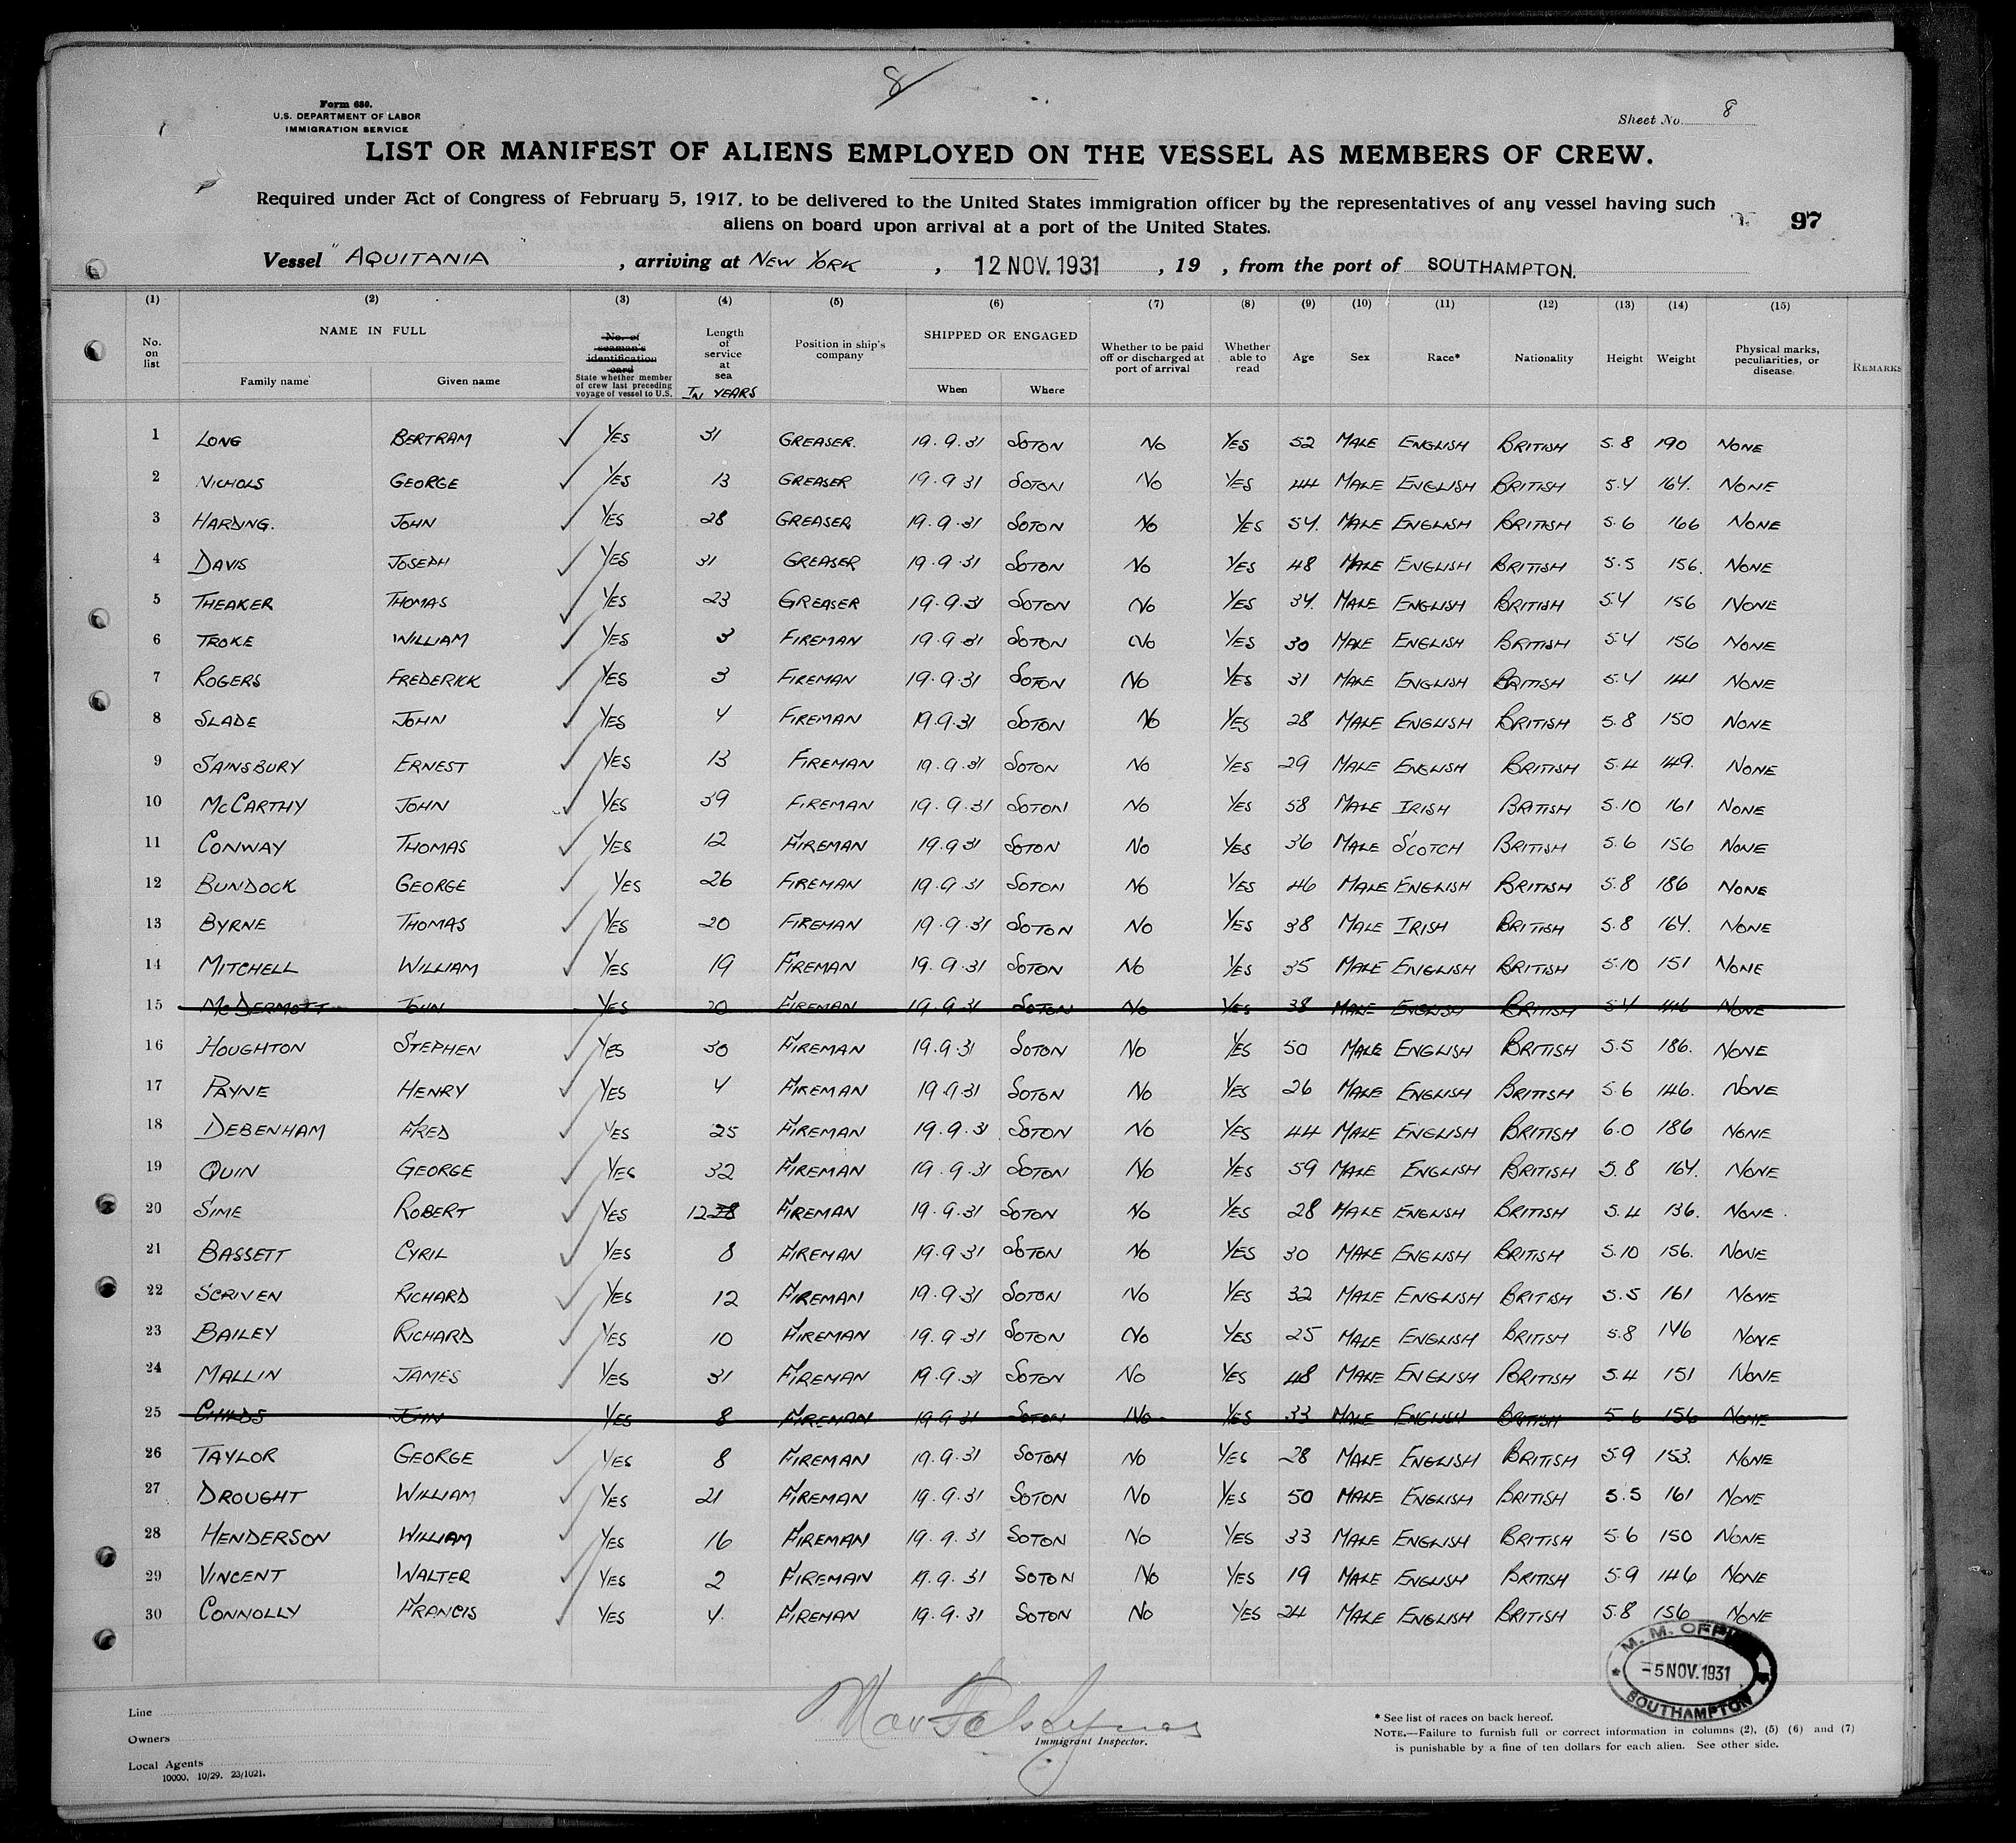 8
Form 680.
U.S. DEPARTMENT OF LABOR
IMMIGRATION SERVICE
Sheet No. 8
LIST OR MANIFEST OF ALIENS EMPLOYED ON THE VESSEL AS MEMBERS OF CREW.
Required under Act of Congress of February 5, 1917, to be delivered to the United States immigration officer by the representatives of any vessel having such
aliens on board upon arrival at a port of the United States.
97
Vessel "AQUITANIA , arriving at NEW YORK , 12 NOV. 1931 , 19 , from the port of SOUTHAMPTON.
(1) (2) (3) (4) (5) (6) (7) (8) (9) (10) (11) (12) (13) (14) (15)
No. on list NAME IN FULL Family name Given name No. of seaman's identification card State whether member of crew last preceding voyage of vessel to U.S. Length of service at sea IN YEARS Position in ship's company SHIPPED OR ENGAGED When Where Whether to be paid off or discharged at port of arrival Whether able to read Age Sex Race* Nationality Height Weight Physical marks, peculiarities, or disease REMARKS
1 LONG BERTRAM YES 31 GREASER. 19.9.31 SOTON NO YES 52 MALE ENGLISH BRITISH 5.8 190 NONE
2 NICHOLS GEORGE YES 13 GREASER 19.9.31 SOTON NO YES 44 MALE ENGLISH BRITISH 5.4 164. NONE
3 HARDING. JOHN YES 28 GREASER 19.9.31 SOTON NO YES 54. MALE ENGLISH BRITISH 5.6 166 NONE
4 DAVIS JOSEPH YES 31 GREASER 19.9.31 SOTON NO YES 48 MALE ENGLISH BRITISH 5.5 156. NONE
5 THEAKER THOMAS YES 23 GREASER 19.9.31 SOTON NO YES 34. MALE ENGLISH BRITISH 5.4 156 NONE
6 TROKE WILLIAM YES 3 FIREMAN 19.9.31 SOTON NO YES 30 MALE ENGLISH BRITISH 5.4 156 NONE
7 ROGERS FREDERICK YES 3 FIREMAN 19.9.31 SOTON NO YES 31 MALE ENGLISH BRITISH 5.4 141 NONE
8 SLADE JOHN YES 4 FIREMAN 19.9.31 SOTON NO YES 28 MALE ENGLISH BRITISH 5.8 150 NONE
9 SAINSBURY ERNEST YES 13 FIREMAN 19.9.31 SOTON NO YES 29 MALE ENGLISH BRITISH 5.4 149. NONE
10 MCCARTHY JOHN YES 39 FIREMAN 19.9.31 SOTON NO YES 58 MALE IRISH BRITISH 5.10 161 NONE
11 CONWAY THOMAS YES 12 FIREMAN 19.9.31 SOTON NO YES 36 MALE SCOTCH BRITISH 5.6 156 NONE
12 BUNDOCK GEORGE YES 26 FIREMAN 19.9.31 SOTON NO YES 46 MALE ENGLISH BRITISH 5.8 186 NONE
13 BYRNE THOMAS YES 20 FIREMAN 19.9.31 SOTON NO YES 38 MALE IRISH BRITISH 5.8 164. NONE
14 MITCHELL WILLIAM YES 19 FIREMAN 19.9.31 SOTON NO YES 35 MALE ENGLISH BRITISH 5.10 151 NONE
15 MCDERMOTT JOHN YES 20 FIREMAN 19.9.31 SOTON NO YES 38 MALE ENGLISH BRITISH 5.4 146 NONE
16 HOUGHTON STEPHEN YES 30 FIREMAN 19.9.31 SOTON NO YES 50 MALE ENGLISH BRITISH 5.5 186. NONE
17 PAYNE HENRY YES 4 FIREMAN 19.9.31 SOTON NO YES 26 MALE ENGLISH BRITISH 5.6 146. NONE
18 DEBENHAM FRED YES 25 FIREMAN 19.9.31 SOTON NO YES 44 MALE ENGLISH BRITISH 6.0 186 NONE
19 QUIN GEORGE YES 32 FIREMAN 19.9.31 SOTON NO YES 59 MALE ENGLISH BRITISH 5.8 164. NONE
20 SIME ROBERT YES 12 28 FIREMAN 19.9.31 SOTON NO YES 28 MALE ENGLISH BRITISH 5.4 136. NONE.
21 BASSETT CYRIL YES 8 FIREMAN 19.9.31 SOTON NO YES 30 MALE ENGLISH BRITISH 5.10 156. NONE
22 SCRIVEN RICHARD YES 12 FIREMAN 19.9.31 SOTON NO YES 32 MALE ENGLISH BRITISH 5.5 161 NONE
23 BAILEY RICHARD YES 10 FIREMAN 19.9.31 SOTON NO YES 25 MALE ENGLISH BRITISH 5.8 146 NONE
24 MALLIN JAMES YES 31 FIREMAN 19.9.31 SOTON NO YES 48 MALE ENGLISH BRITISH 5.4 151 NONE
25 CHILDS JOHN YES 8 FIREMAN 19.9.31 SOTON NO YES 33 MALE ENGLISH BRITISH 5.6 156 NONE
26 TAYLOR GEORGE YES 8 FIREMAN 19.9.31 SOTON NO YES 28 MALE ENGLISH BRITISH 5.9 153. NONE
27 DROUGHT WILLIAM YES 21 FIREMAN 19.9.31 SOTON NO YES 50 MALE ENGLISH BRITISH 5.5 161 NONE
28 HENDERSON WILLIAM YES 16 FIREMAN 19.9.31 SOTON NO YES 33 MALE ENGLISH BRITISH 5.6 150 NONE
29 VINCENT WALTER YES 2 FIREMAN 19.9.31 SOTON NO YES 19 MALE ENGLISH BRITISH 5.9 146 NONE
30 CONNOLLY FRANCIS YES 4. FIREMAN 19.9.31 SOTON NO YES 24 MALE ENGLISH BRITISH 5.8 156 NONE
M. M. OFFICE
-5 NOV. 1931
SOUTHAMPTON
Line
Owners
Local Agents
10000. 10/29. 23/1021.
Immigrant Inspector.
* See list of races on back hereof.
NOTE.—Failure to furnish full or correct information in columns (2), (5) (6) and (7)
is punishable by a fine of ten dollars for each alien. See other side.